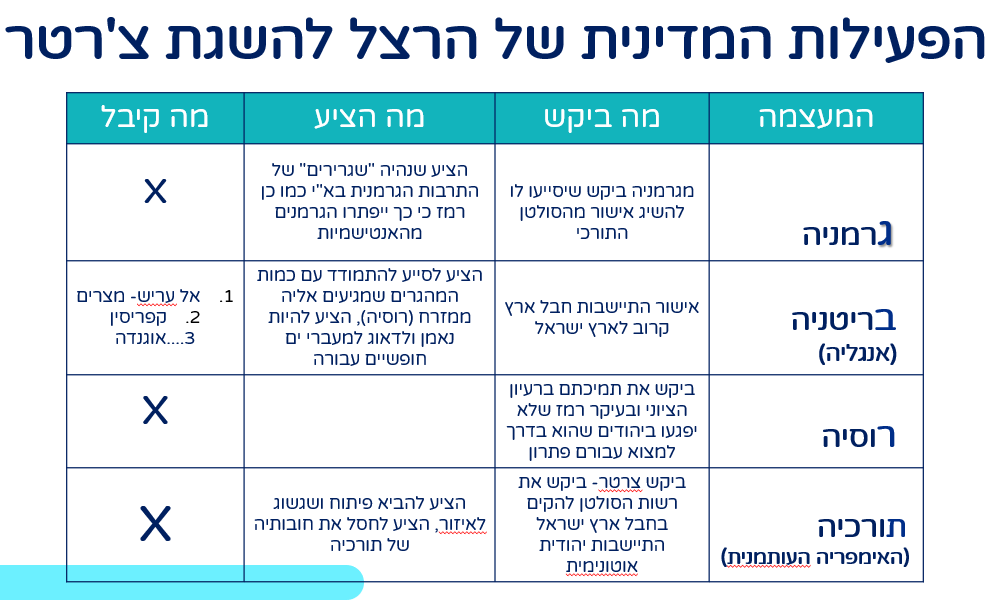 הפעילות המדינית של הרצל להשגת צ'רטר
המעצמה
מה ביקש
מה הציע
מה קיבל
גרמניה
מגרמניה ביקש שיסייעו לו
להשיג אישור מהסולטן
התורכי
הציע שנהיה "שגרירים" של
התרבות הגרמנית בא"י כמו כן
רמז כי כך ייפתרו הגרמנים
מהאנטישמיות
X
בריטניה
(אנגליה)
אישור התיישבות חבל ארץ
קרוב לארץ ישראל
הציע לסייע להתמודד עם כמות
המהגרים שמגיעים אליה
ממזרח (רוסיה), הציע להיות
נאמן ולדאוג למעברי ים
חופשיים עבורה
1. אל עריש- מצרים
2. קפריסין
3....אוגנדה
רוסיה
ביקש את תמיכתם ברעיון
הציוני ובעיקר רמז שלא
יפגעו ביהודים שהוא בדרך
למצוא עבורם פתרון
X
תורכיה
(האימפריה העותמנית)
ביקש צרטר- ביקש את
רשות הסולטן להקים
בחבל ארץ ישראל
התיישבות יהודית
אוטונימית
הציע להביא פיתוח ושגשוג
לאיזור, הציע לחסל את חובותיה
של תורכיה
X